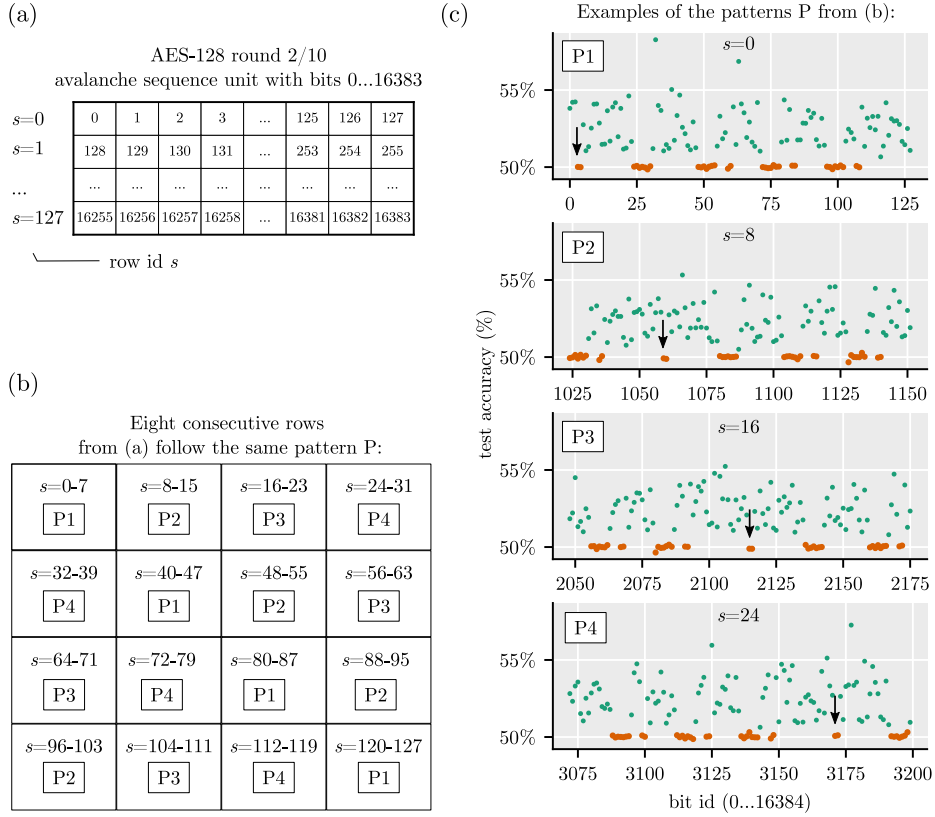 (a)
AES-128 round 2/10
avalanche sequence unit with bits 0...16383
s=0 0 1 2 3 ... 125 126 127
s=1 128 129 130 131 ... 253 254 255
... ... ... ... ... ... ... ... ...
s=127 16255 16256 16257 16258 ... 16381 16382 16383
row id s
(b)
Eight consecutive rows
from (a) follow the same pattern P:
s=0-7 s=8-15 s=16-23 s=24-31
P1 P2 P3 P4
s=32-39 s=40-47 s=48-55 s=56-63
P4 P1 P2 P3
s=64-71 s=72-79 s=80-87 s=88-95
P3 P4 P1 P2
s=96-103 s=104-111 s=112-119 s=120-127
P2 P3 P4 P1
(c)
Examples of the patterns P from (b):
test accuracy (%)
P1 s=0
55%
50%
0 25 50 75 100 125
P2 s=8
55%
50%
1025 1050 1075 1100 1125 1150
P3 s=16
55%
50%
2050 2075 2100 2125 2150 2175
P4 s=24
55%
50%
3075 3100 3125 3150 3175 3200
bit id (0...16384)